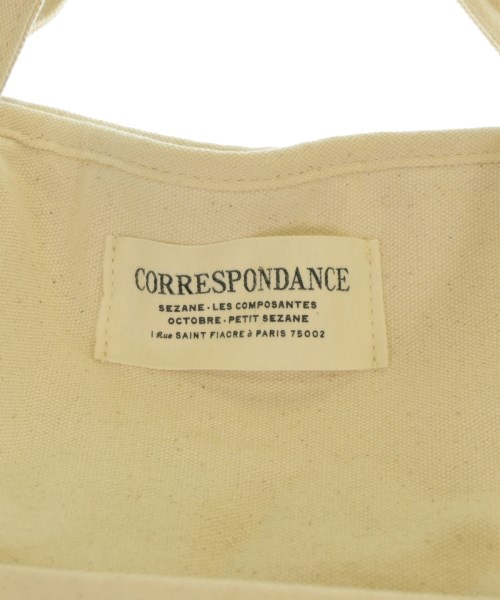 CORRESPONDANCE
SEZANE · LES COMPOSANTES
OCTOBRE · PETIT SEZANE
1 Rue SAINT FIACRE à PARIS 75002